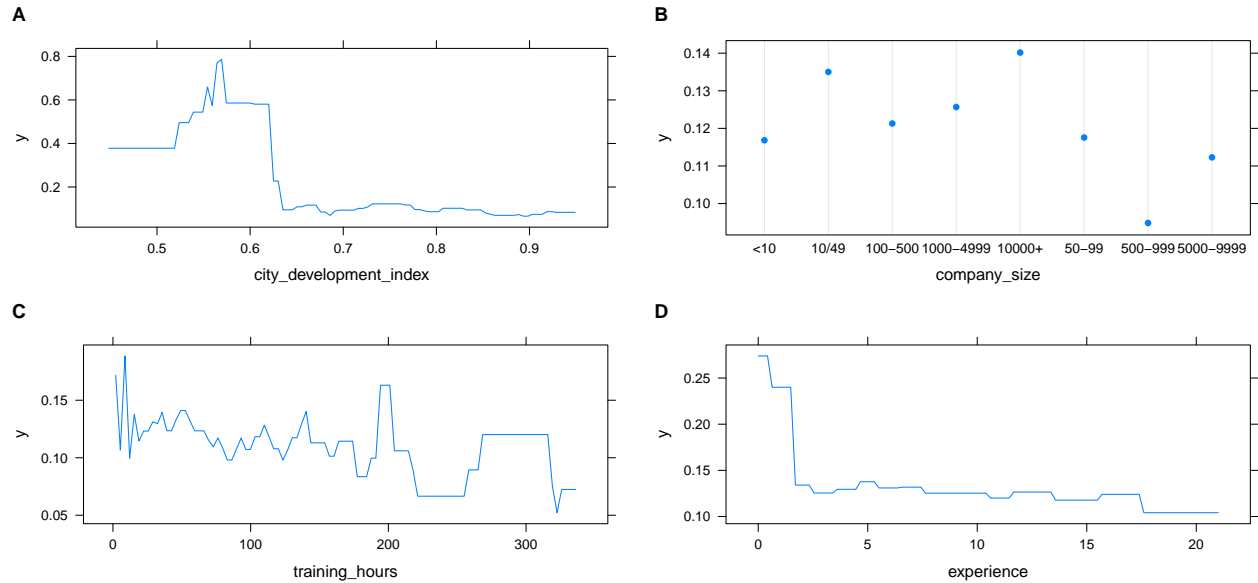 A
y
0.8
0.6
0.4
0.2
0.5 0.6 0.7 0.8 0.9
city_development_index
B
y
0.14
0.13
0.12
0.11
0.10
<10 10/49 100−500 1000−4999 10000+ 50−99 500−999 5000−9999
company_size
C
y
0.15
0.10
0.05
0 100 200 300
training_hours
D
y
0.25
0.20
0.15
0.10
0 5 10 15 20
experience